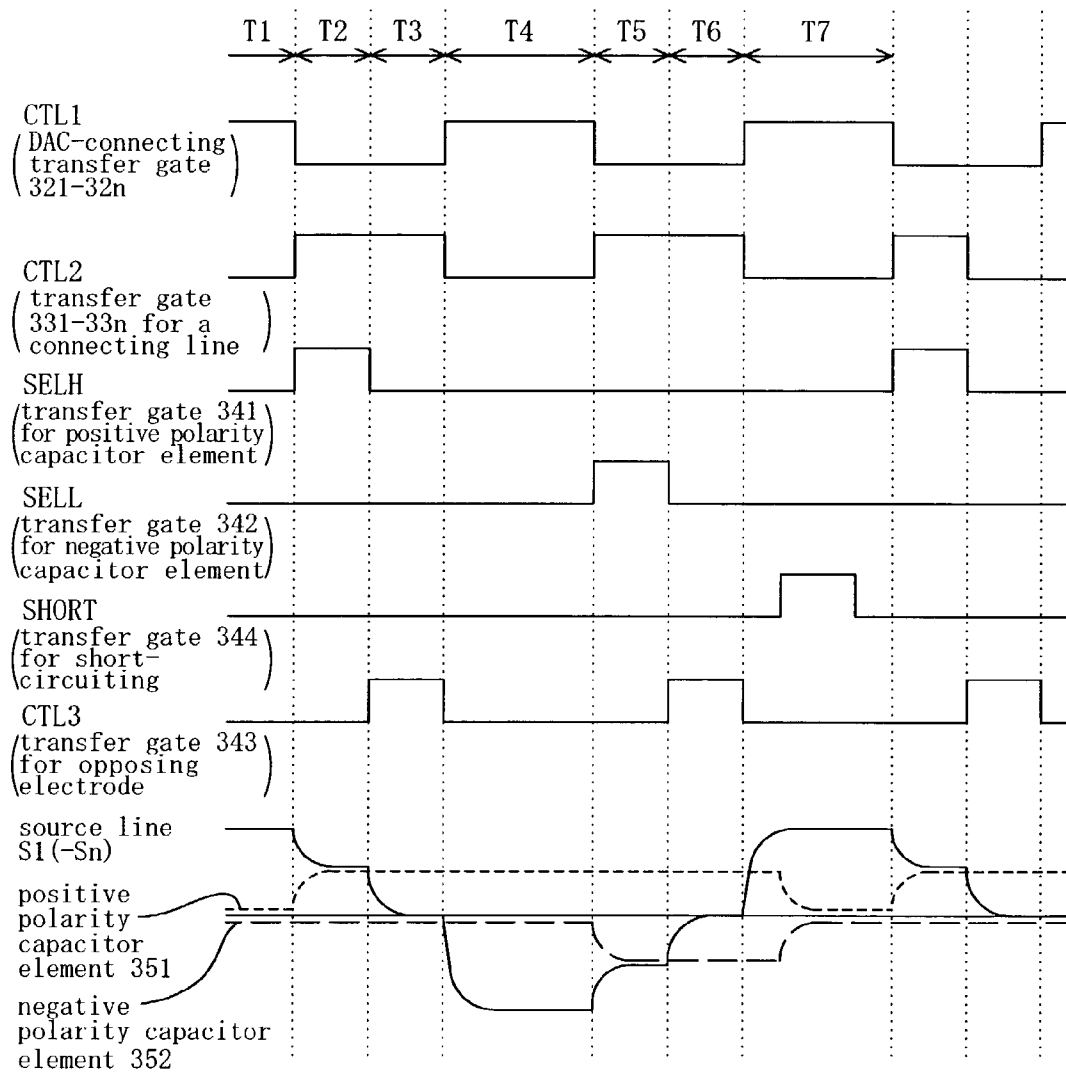 T1 T2 T3 T4 T5 T6 T7
CTL1
DAC-connecting
transfer gate
321-32n
CTL2
transfer gate
331-33n for a
connecting line
SELH
transfer gate 341
for positive polarity
capacitor element
SELL
transfer gate 342
for negative polarity
capacitor element
SHORT
transfer gate 344
for short-
circuiting
CTL3
transfer gate 343
for opposing
electrode
source line
S1(-Sn)
positive
polarity
capacitor
element 351
negative
polarity capacitor
element 352